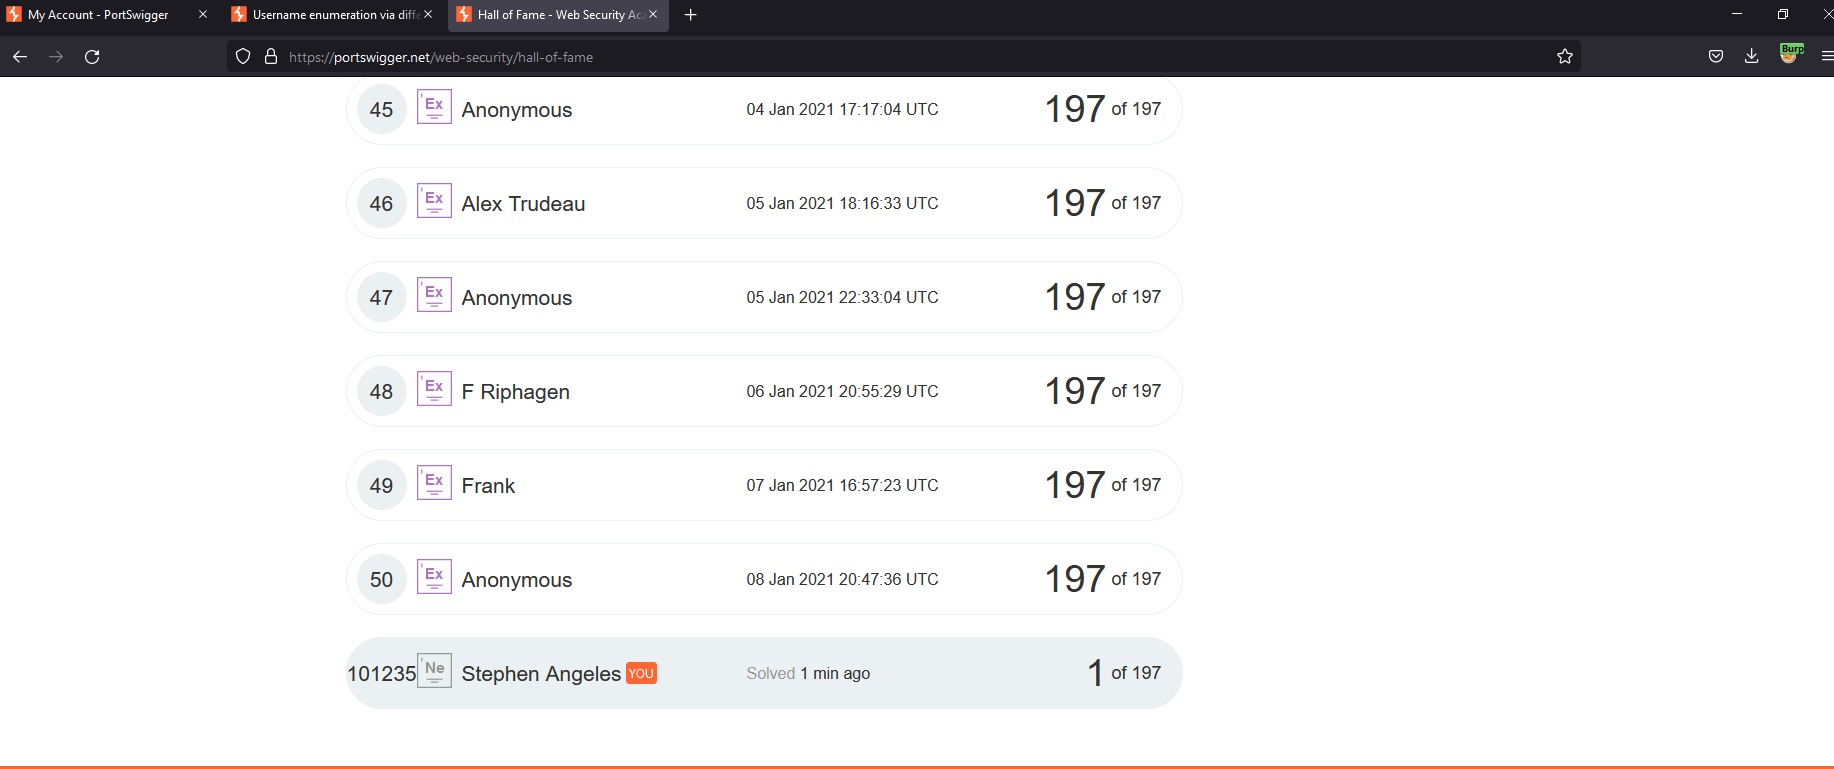 My Account - PortSwigger
Username enumeration via diffe
Hall of Fame - Web Security Aca
https://portswigger.net/web-security/hall-of-fame
Burp
45 Ex Anonymous 04 Jan 2021 17:17:04 UTC 197 of 197
46 Ex Alex Trudeau 05 Jan 2021 18:16:33 UTC 197 of 197
47 Ex Anonymous 05 Jan 2021 22:33:04 UTC 197 of 197
48 Ex F Riphagen 06 Jan 2021 20:55:29 UTC 197 of 197
49 Ex Frank 07 Jan 2021 16:57:23 UTC 197 of 197
50 Ex Anonymous 08 Jan 2021 20:47:36 UTC 197 of 197
101235 Ne Stephen Angeles YOU Solved 1 min ago 1 of 197